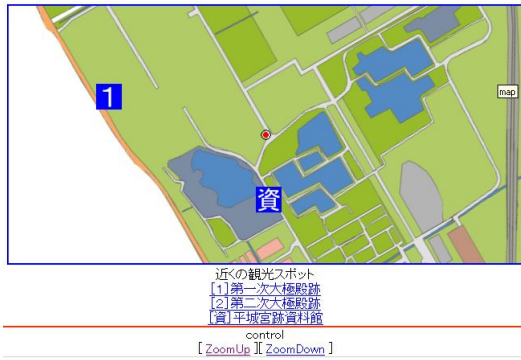 1
map
資
近くの観光スポット
[1]第一次大極殿跡
[2]第二次大極殿跡
[資]平城宮跡資料館
control
[ ZoomUp ][ ZoomDown ]